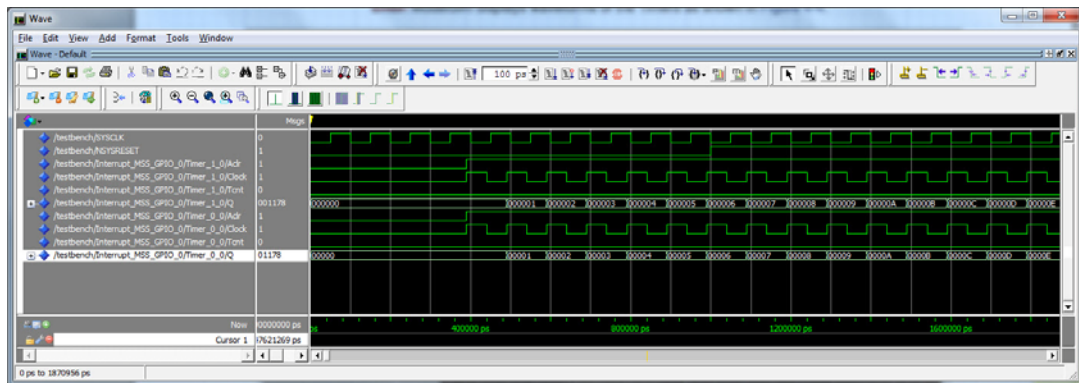 Wave
File Edit View Add Format Tools Window
Wave - Default
100 ps
Msgs
/testbench/SYSCLK 0
/testbench/NSYSRESET 1
/testbench/Interrupt_MSS_GPIO_0/Timer_1_0/Aclr 1
/testbench/Interrupt_MSS_GPIO_0/Timer_1_0/Clock 1
/testbench/Interrupt_MSS_GPIO_0/Timer_1_0/Tcnt 0
/testbench/Interrupt_MSS_GPIO_0/Timer_1_0/Q 001178 000000 000001 000002 000003 000004 000005 000006 000007 000008 000009 00000A 00000B 00000C 00000D 00000E
/testbench/Interrupt_MSS_GPIO_0/Timer_0_0/Aclr 1
/testbench/Interrupt_MSS_GPIO_0/Timer_0_0/Clock 1
/testbench/Interrupt_MSS_GPIO_0/Timer_0_0/Tcnt 0
/testbench/Interrupt_MSS_GPIO_0/Timer_0_0/Q 01178 00000 00001 00002 00003 00004 00005 00006 00007 00008 00009 0000A 0000B 0000C 0000D 0000E
Now 0000000 ps ps 400000 ps 800000 ps 1200000 ps 1600000 ps
Cursor 1 17621269 ps
0 ps to 1870956 ps